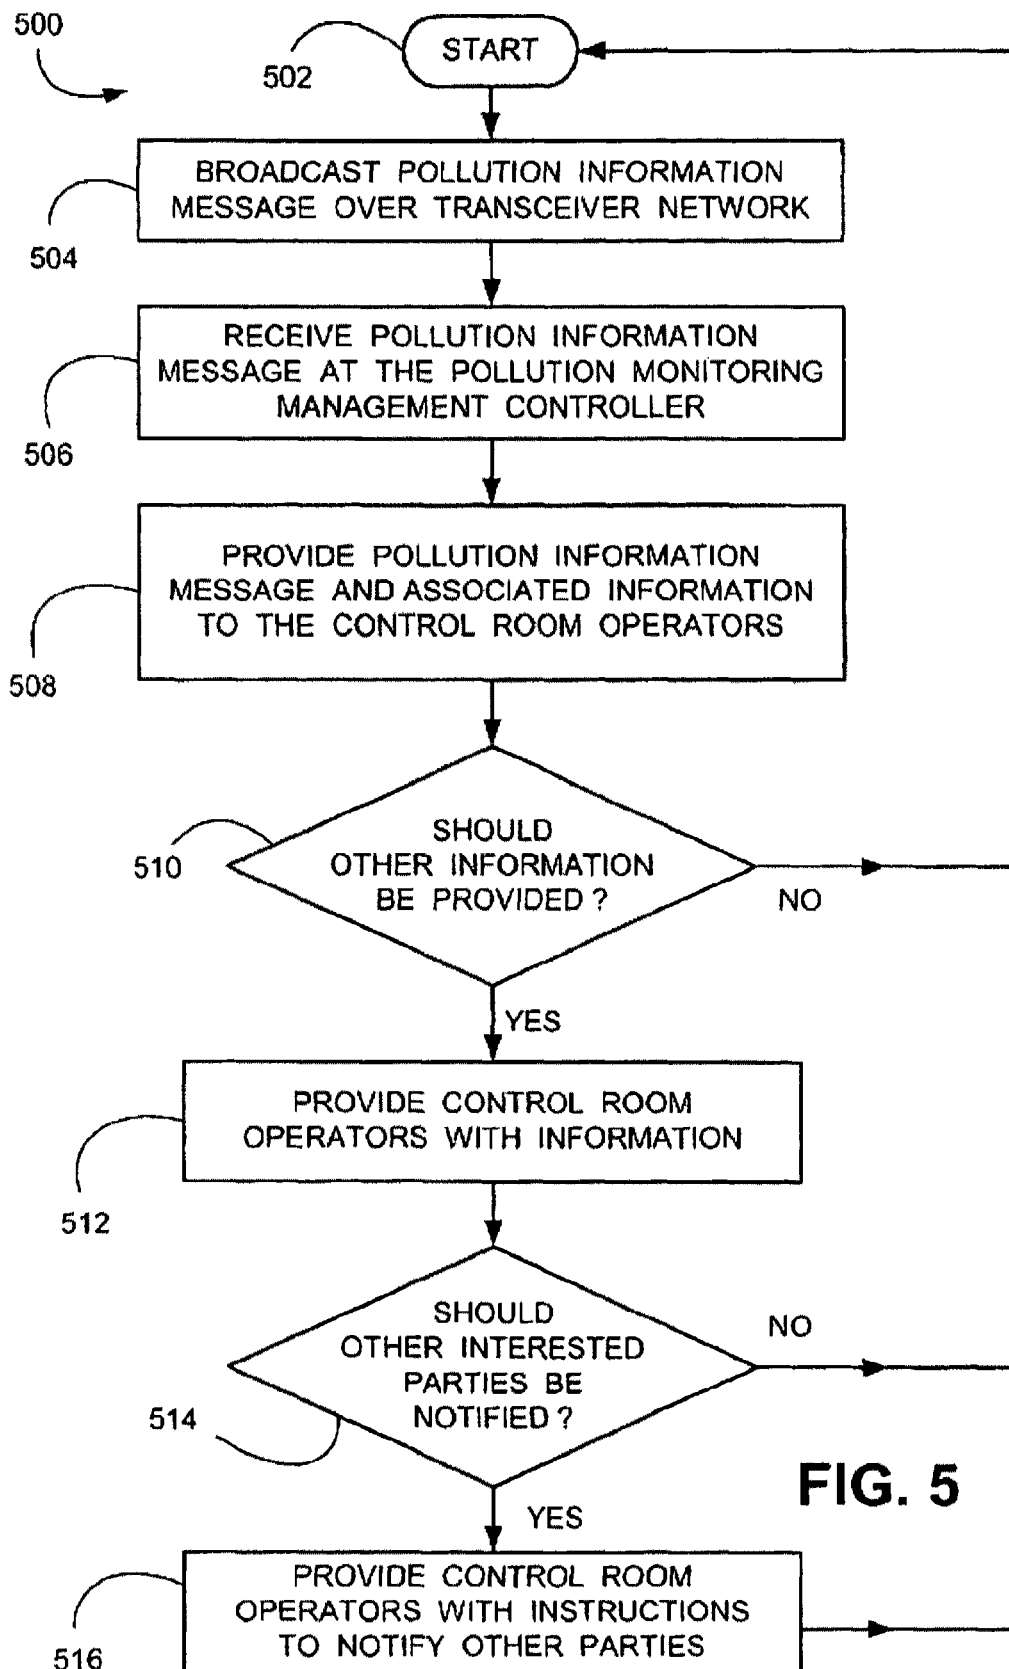 500
START
502
BROADCAST POLLUTION INFORMATION
MESSAGE OVER TRANSCEIVER NETWORK
504
RECEIVE POLLUTION INFORMATION
MESSAGE AT THE POLLUTION MONITORING
MANAGEMENT CONTROLLER
506
PROVIDE POLLUTION INFORMATION
MESSAGE AND ASSOCIATED INFORMATION
TO THE CONTROL ROOM OPERATORS
508
SHOULD
OTHER INFORMATION
BE PROVIDED ?
510
NO
YES
PROVIDE CONTROL ROOM
OPERATORS WITH INFORMATION
512
SHOULD
OTHER INTERESTED
PARTIES BE
NOTIFIED ?
NO
514
FIG. 5
YES
PROVIDE CONTROL ROOM
OPERATORS WITH INSTRUCTIONS
TO NOTIFY OTHER PARTIES
516